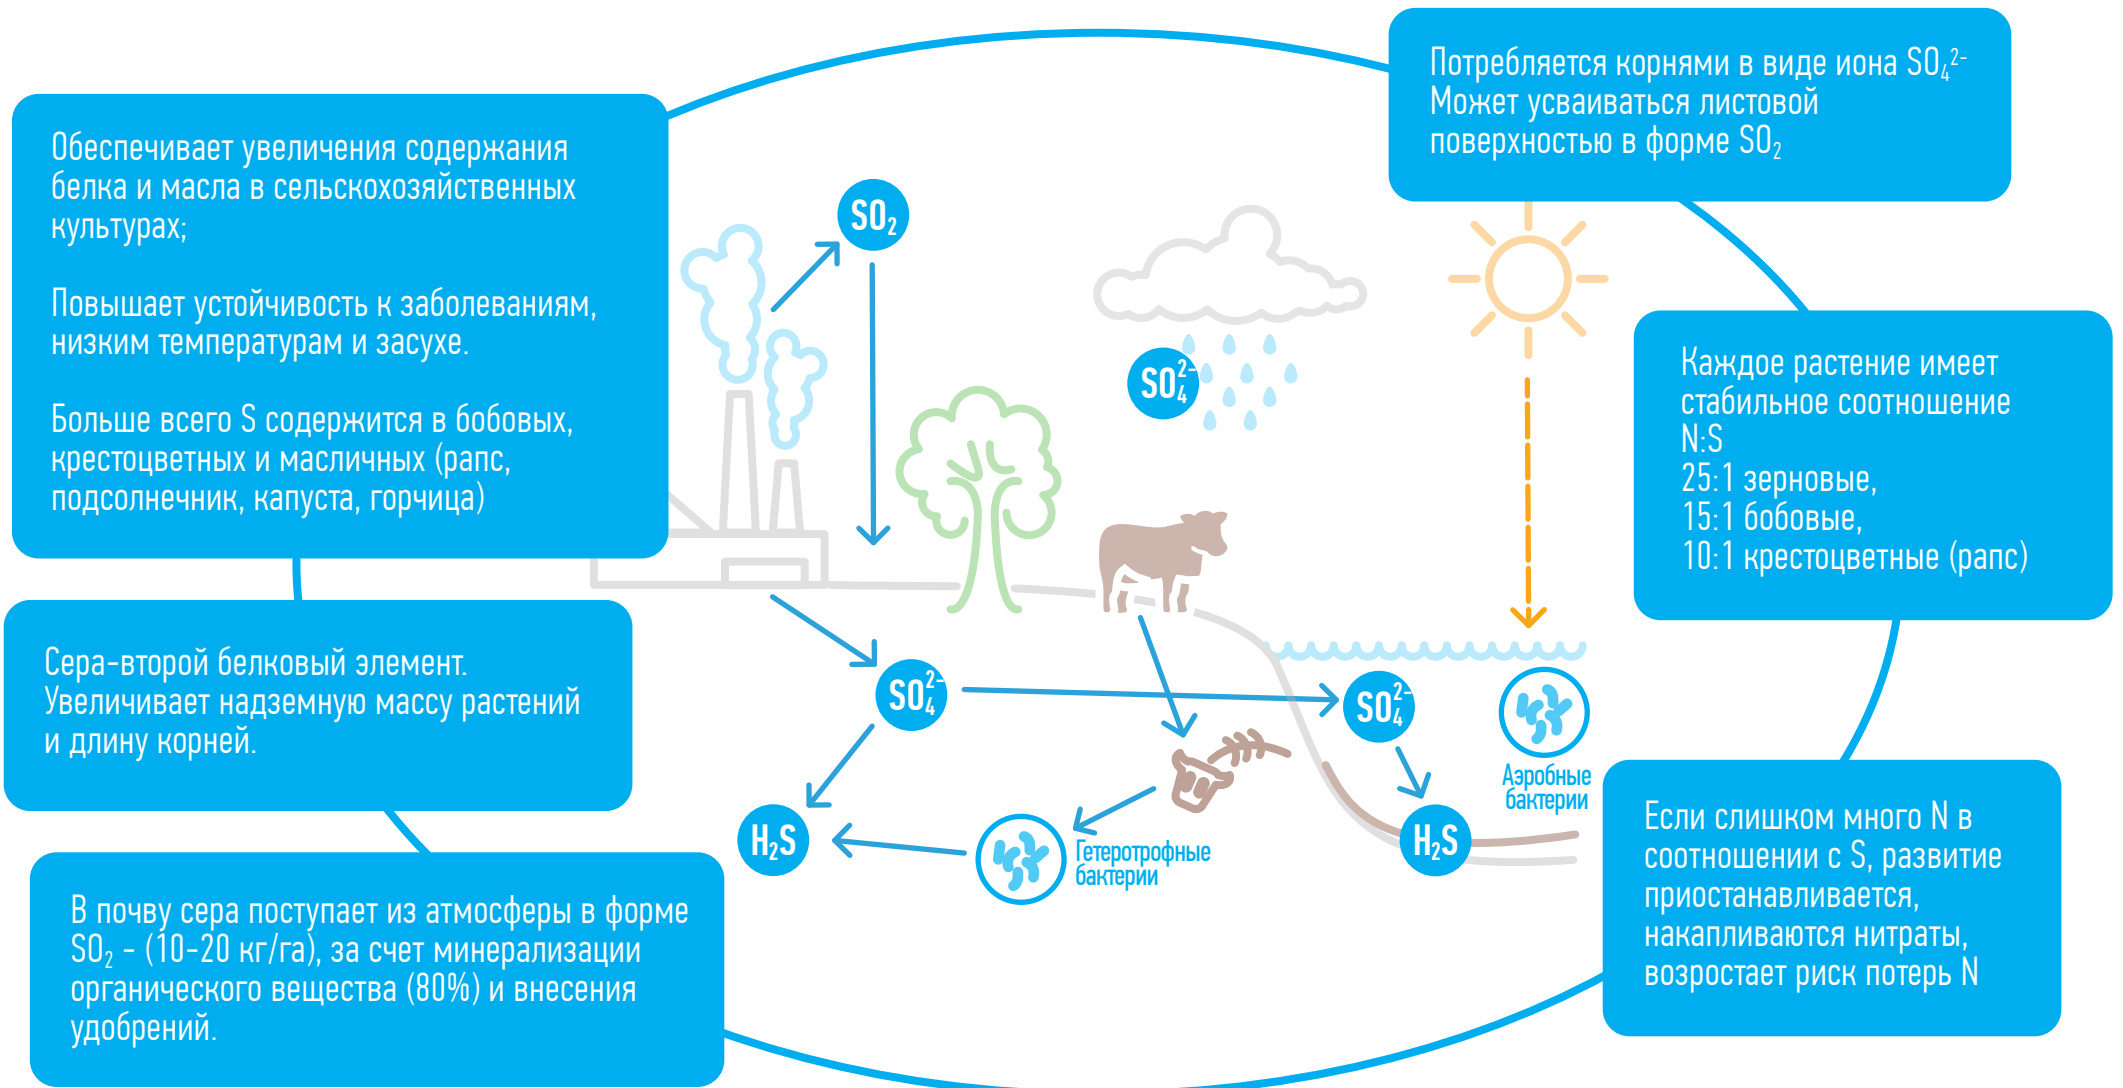 Обеспечивает увеличения содержания
белка и масла в сельскохозяйственных
культурах;
Повышает устойчивость к заболеваниям,
низким температурам и засухе.
Больше всего S содержится в бобовых,
крестоцветных и масличных (рапс,
подсолнечник, капуста, горчица)
Сера-второй белковый элемент.
Увеличивает надземную массу растений
и длину корней.
В почву сера поступает из атмосферы в форме
SO₂ - (10-20 кг/га), за счет минерализации
органического вещества (80%) и внесения
удобрений.
SO₂
SO₄²⁻
SO₄²⁻
SO₄²⁻
H₂S
Гетеротрофные
бактерии
H₂S
Аэробные
бактерии
Потребляется корнями в виде иона SO₄²⁻
Может усваиваться листовой
поверхностью в форме SO₂
Каждое растение имеет
стабильное соотношение
N:S
25:1 зерновые,
15:1 бобовые,
10:1 крестоцветные (рапс)
Если слишком много N в
соотношении с S, развитие
приостанавливается,
накапливаются нитраты,
возростает риск потерь N